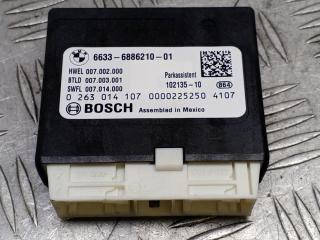 6633-6886210-01
HWEL 007.002.000
BTLD 007.003.001
SWFL 007.014.000
Parkassistent
102135-10 864
0 263 014 107 0000225250 4107
BOSCH Assembled in Mexico